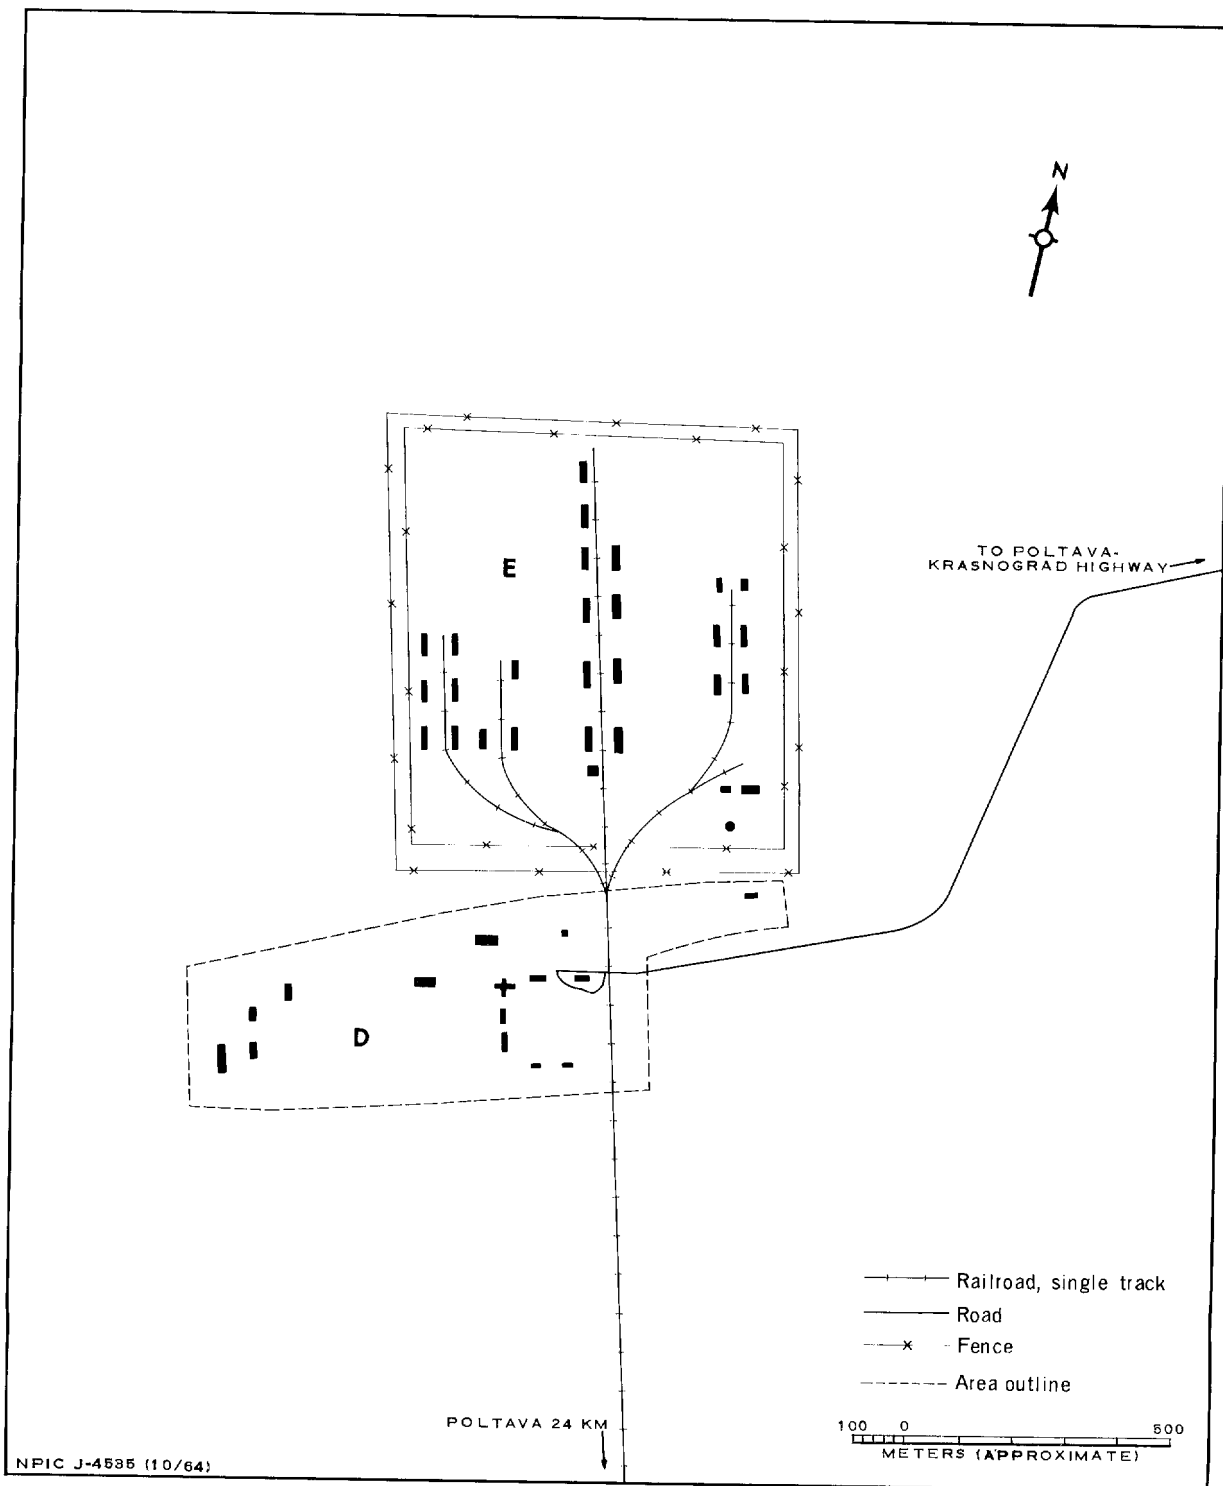 N
TO POLTAVA-
KRASNOGRAD HIGHWAY
E
D
Railroad, single track
Road
Fence
Area outline
POLTAVA 24 KM
100 0 500
METERS (APPROXIMATE)
NPIC J-4535 (10/64)